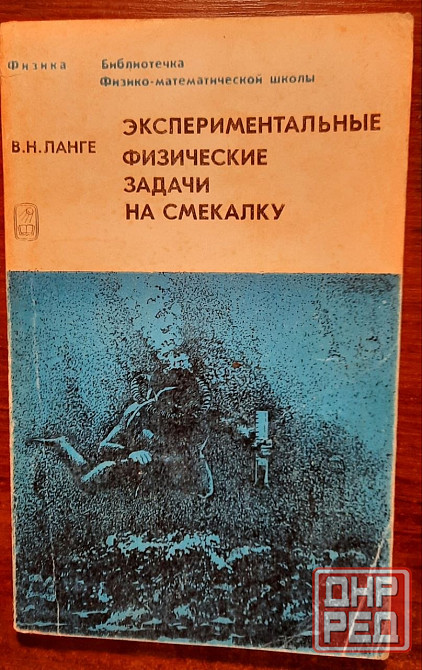 Физика Библиотечка
Физико-математической школы
В.Н.ЛАНГЕ
ЭКСПЕРИМЕНТАЛЬНЫЕ
ФИЗИЧЕСКИЕ
ЗАДАЧИ
НА СМЕКАЛКУ
ДНР
РЕД